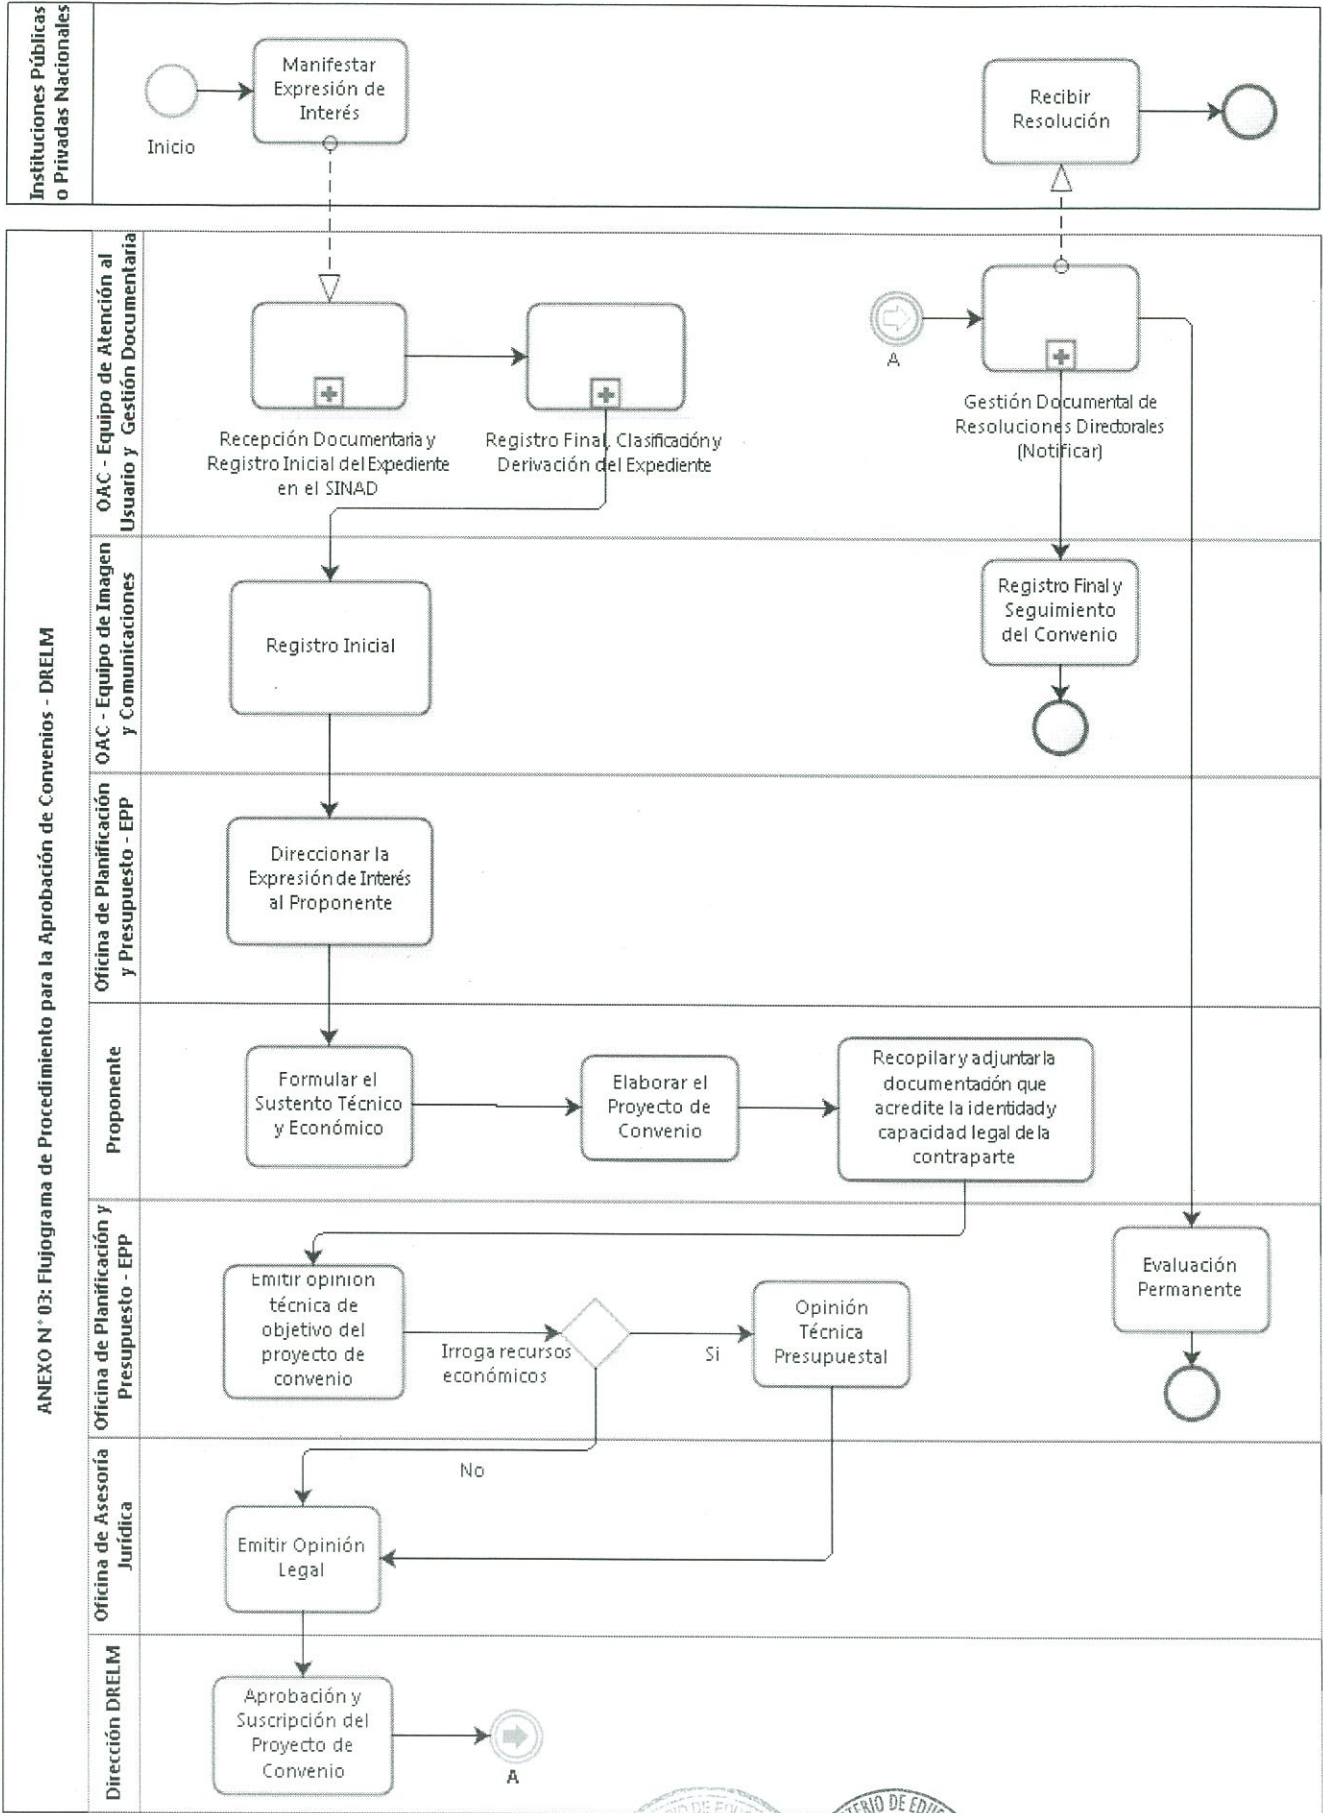 Instituciones Públicas
o Privadas Nacionales
Inicio
Manifestar
Expresión de
Interés
Recibir
Resolución
ANEXO N° 03: Flujograma de Procedimiento para la Aprobación de Convenios - DRELM
OAC - Equipo de Atención al
Usuario y Gestión Documentaria
Recepción Documentaria y
Registro Inicial del Expediente
en el SINAD
Registro Final, Clasificación y
Derivación del Expediente
A
Gestión Documental de
Resoluciones Directorales
(Notificar)
OAC - Equipo de Imagen
y Comunicaciones
Registro Inicial
Registro Final y
Seguimiento
del Convenio
Oficina de Planificación
y Presupuesto - EPP
Direccionar la
Expresión de Interés
al Proponente
Proponente
Formular el
Sustento Técnico
y Económico
Elaborar el
Proyecto de
Convenio
Recopilar y adjuntar la
documentación que
acredite la identidad y
capacidad legal de la
contraparte
Oficina de Planificación y
Presupuesto - EPP
Emitir opinión
técnica de
objetivo del
proyecto de
convenio
Irroga recursos
económicos
Si
Opinión
Técnica
Presupuestal
Evaluación
Permanente
No
Oficina de Asesoría
Jurídica
Emitir Opinión
Legal
Dirección DRELM
Aprobación y
Suscripción del
Proyecto de
Convenio
A